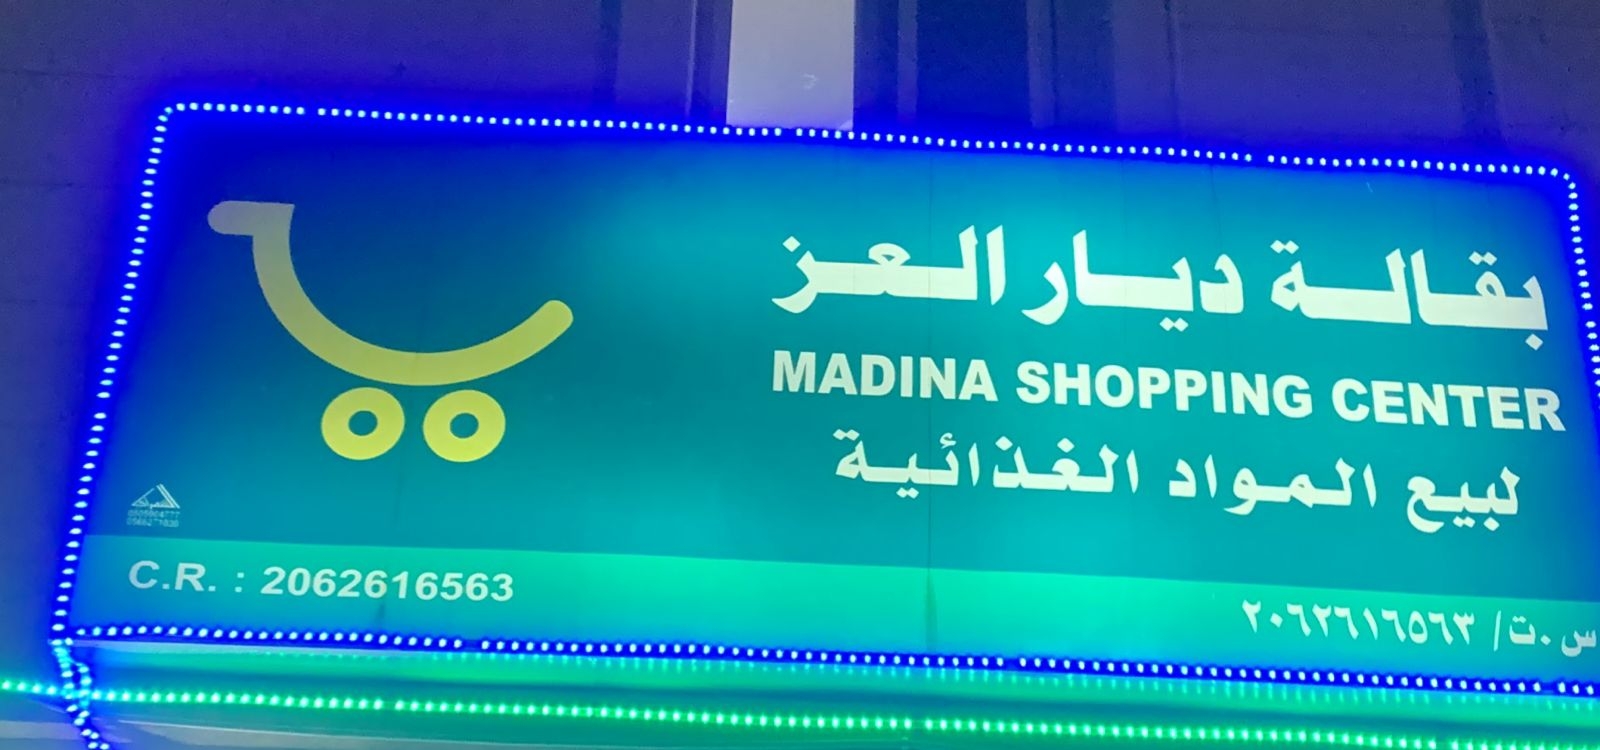 بقالة ديار العز
MADINA SHOPPING CENTER
لبيع المواد الغذائية
C.R. : 2062616563
س.ت/ ٢٠٦٢٦١٦٥٦٣